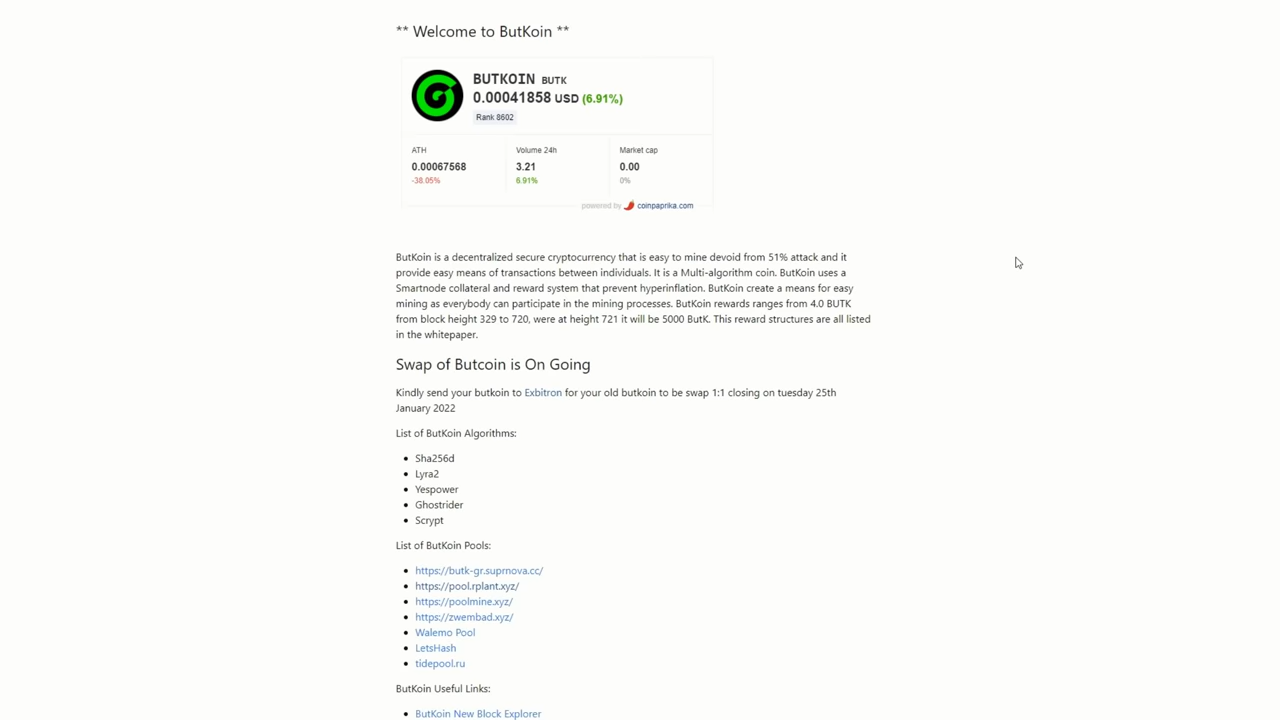 ** Welcome to ButKoin **
BUTKOIN BUTK
0.00041858 USD (6.91%)
Rank 8602
ATH
0.00067568
-38.05%
Volume 24h
3.21
6.91%
Market cap
0.00
0%
powered by coinpaprika.com
ButKoin is a decentralized secure cryptocurrency that is easy to mine devoid from 51% attack and it
provide easy means of transactions between individuals. It is a Multi-algorithm coin. ButKoin uses a
Smartnode collateral and reward system that prevent hyperinflation. ButKoin create a means for easy
mining as everybody can participate in the mining processes. ButKoin rewards ranges from 4.0 BUTK
from block height 329 to 720, were at height 721 it will be 5000 ButK. This reward structures are all listed
in the whitepaper.
Swap of Butcoin is On Going
Kindly send your butkoin to Exbitron for your old butkoin to be swap 1:1 closing on tuesday 25th
January 2022
List of ButKoin Algorithms:
Sha256d
Lyra2
Yespower
Ghostrider
Scrypt
List of ButKoin Pools:
https://butk-gr.suprnova.cc/
https://pool.rplant.xyz/
https://poolmine.xyz/
https://zwembad.xyz/
Walemo Pool
LetsHash
tidepool.ru
ButKoin Useful Links:
ButKoin New Block Explorer